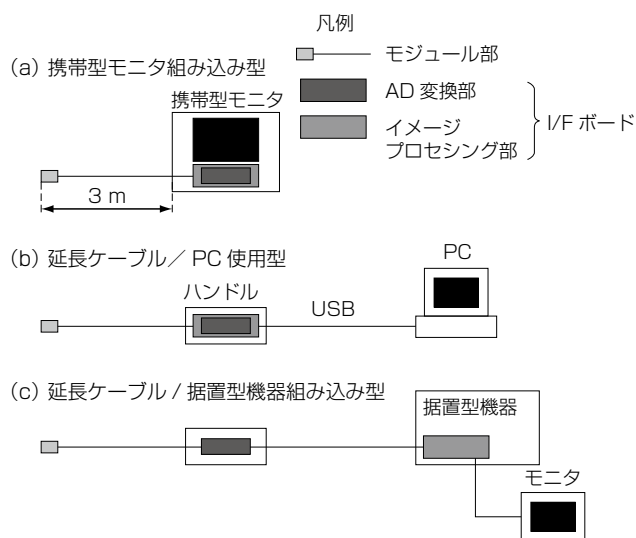 凡例
モジュール部
AD 変換部
イメージ
プロセシング部
I/F ボード
(a) 携帯型モニタ組み込み型
携帯型モニタ
3 m
(b) 延長ケーブル／ PC 使用型
ハンドル
USB
PC
(c) 延長ケーブル / 据置型機器組み込み型
据置型機器
モニタ